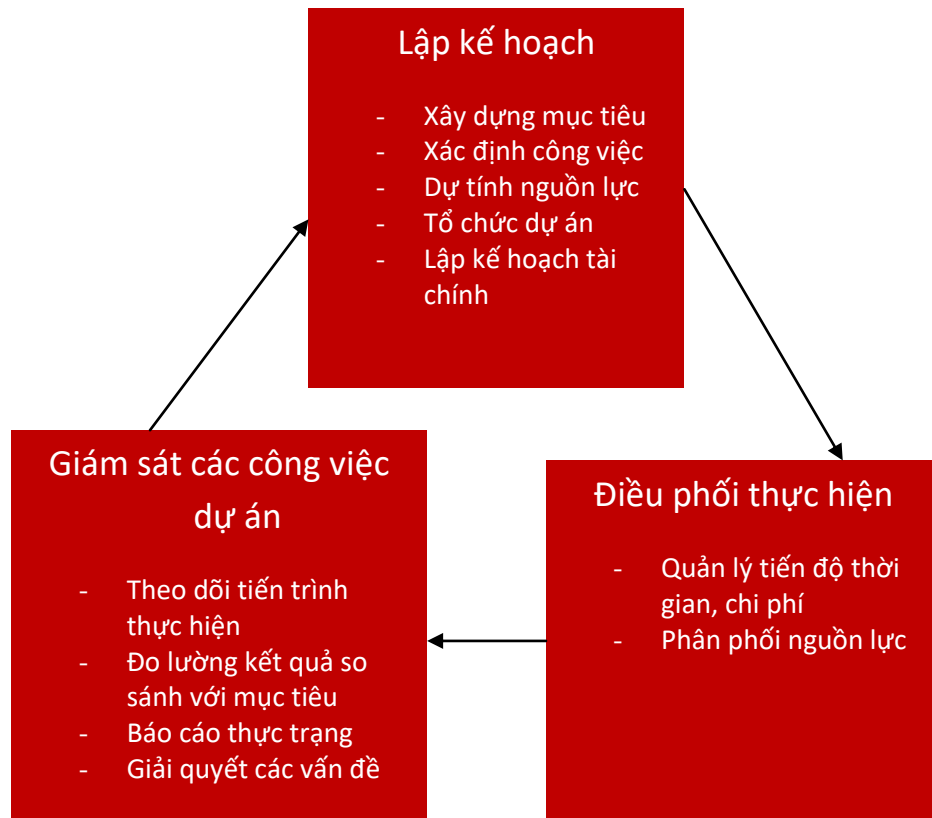 Lập kế hoạch
- Xây dựng mục tiêu
- Xác định công việc
- Dự tính nguồn lực
- Tổ chức dự án
- Lập kế hoạch tài
chính
Giám sát các công việc
dự án
- Theo dõi tiến trình
thực hiện
- Đo lường kết quả so
sánh với mục tiêu
- Báo cáo thực trạng
- Giải quyết các vấn đề
Điều phối thực hiện
- Quản lý tiến độ thời
gian, chi phí
- Phân phối nguồn lực